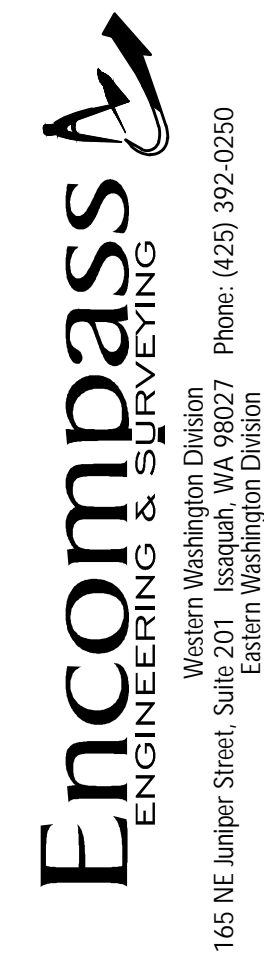 Encompass
ENGINEERING & SURVEYING
Western Washington Division
165 NE Juniper Street, Suite 201 Issaquah, WA 98027 Phone: (425) 392-0250
Eastern Washington Division